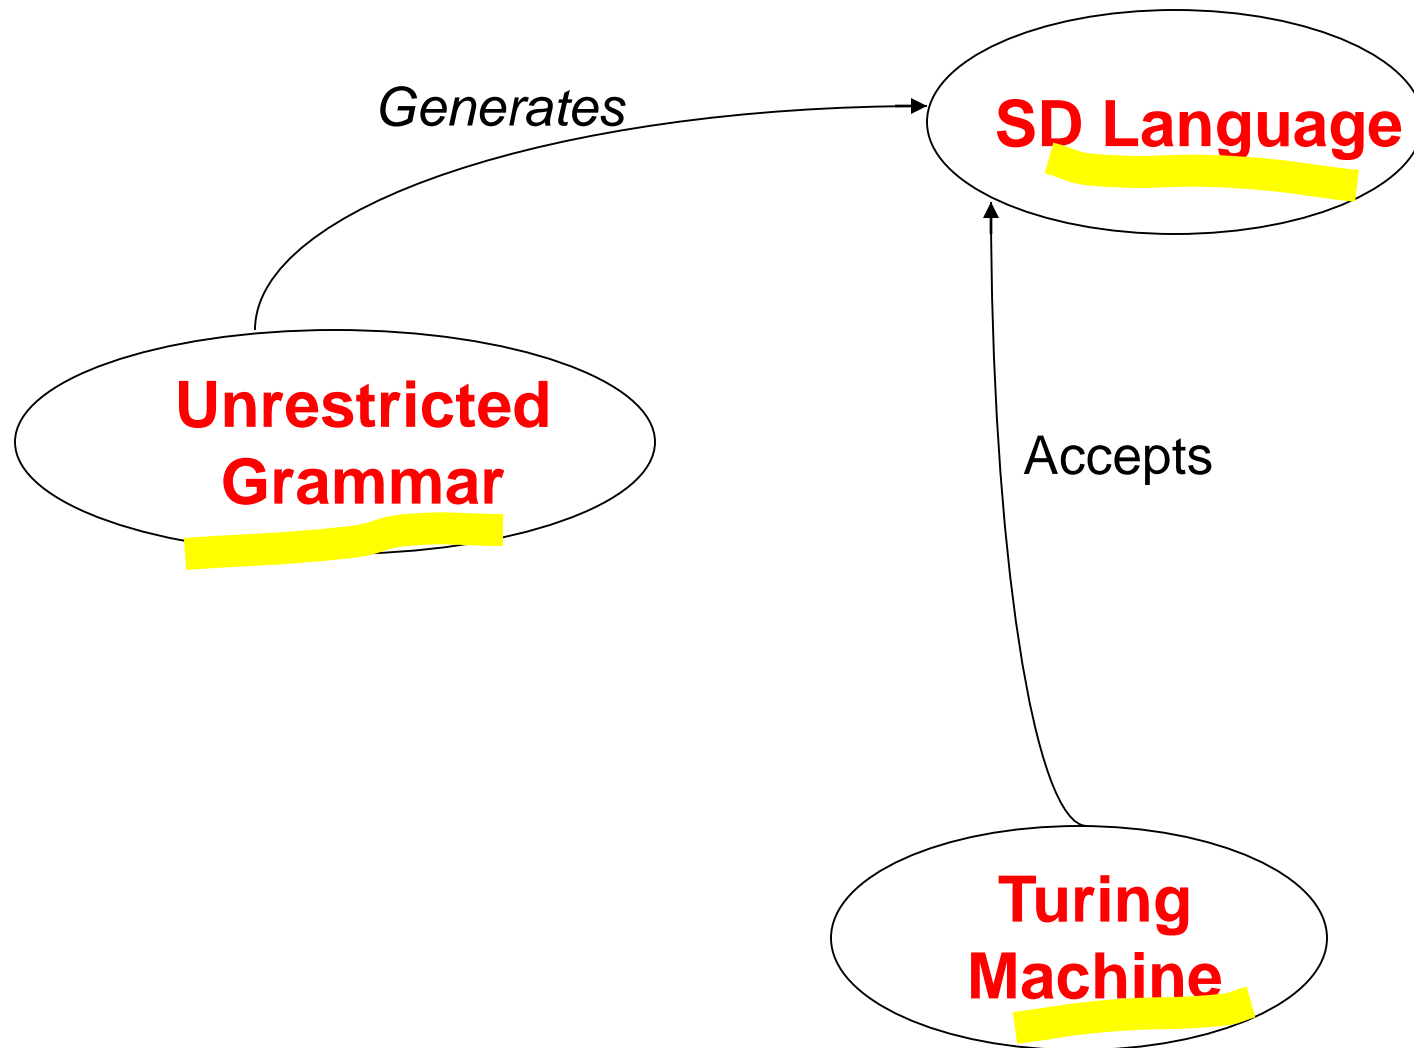 Generates
SD Language
Unrestricted
Grammar
Accepts
Turing
Machine